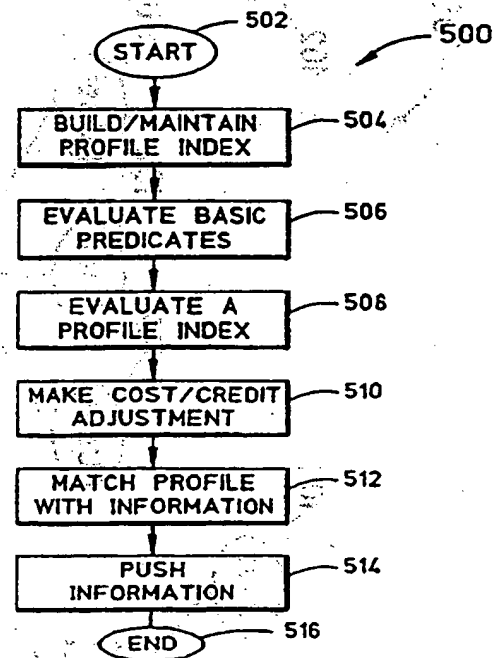 502
START
500
BUILD/MAINTAIN
PROFILE INDEX
504
EVALUATE BASIC
PREDICATES
506
EVALUATE A
PROFILE INDEX
508
MAKE COST/CREDIT
ADJUSTMENT
510
MATCH PROFILE
WITH INFORMATION
512
PUSH
INFORMATION
514
END
516